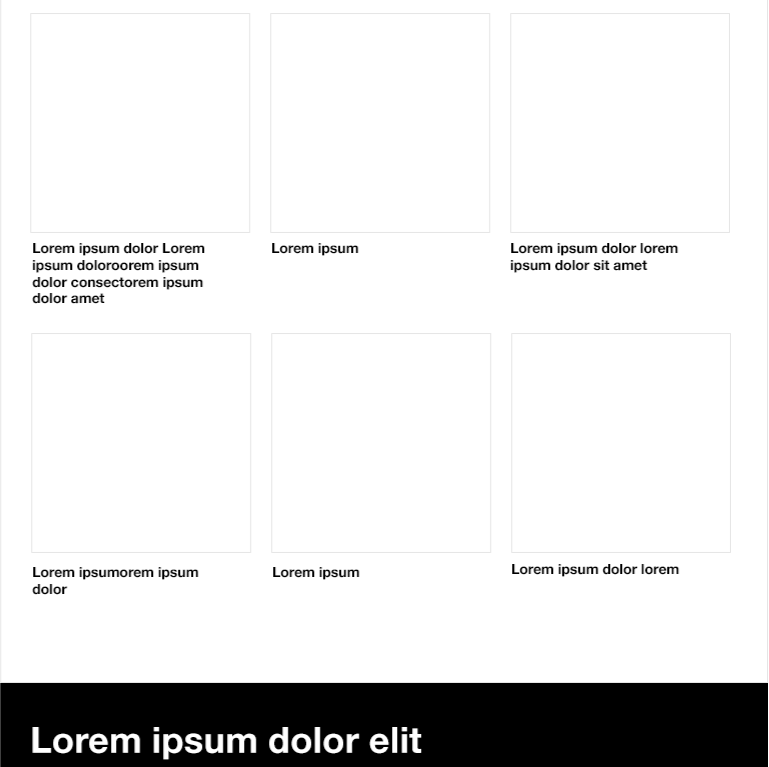 Lorem ipsum dolor Lorem
ipsum doloroorem ipsum
dolor consectorem ipsum
dolor amet
Lorem ipsum
Lorem ipsum dolor lorem
ipsum dolor sit amet
Lorem ipsumorem ipsum
dolor
Lorem ipsum
Lorem ipsum dolor lorem
Lorem ipsum dolor elit